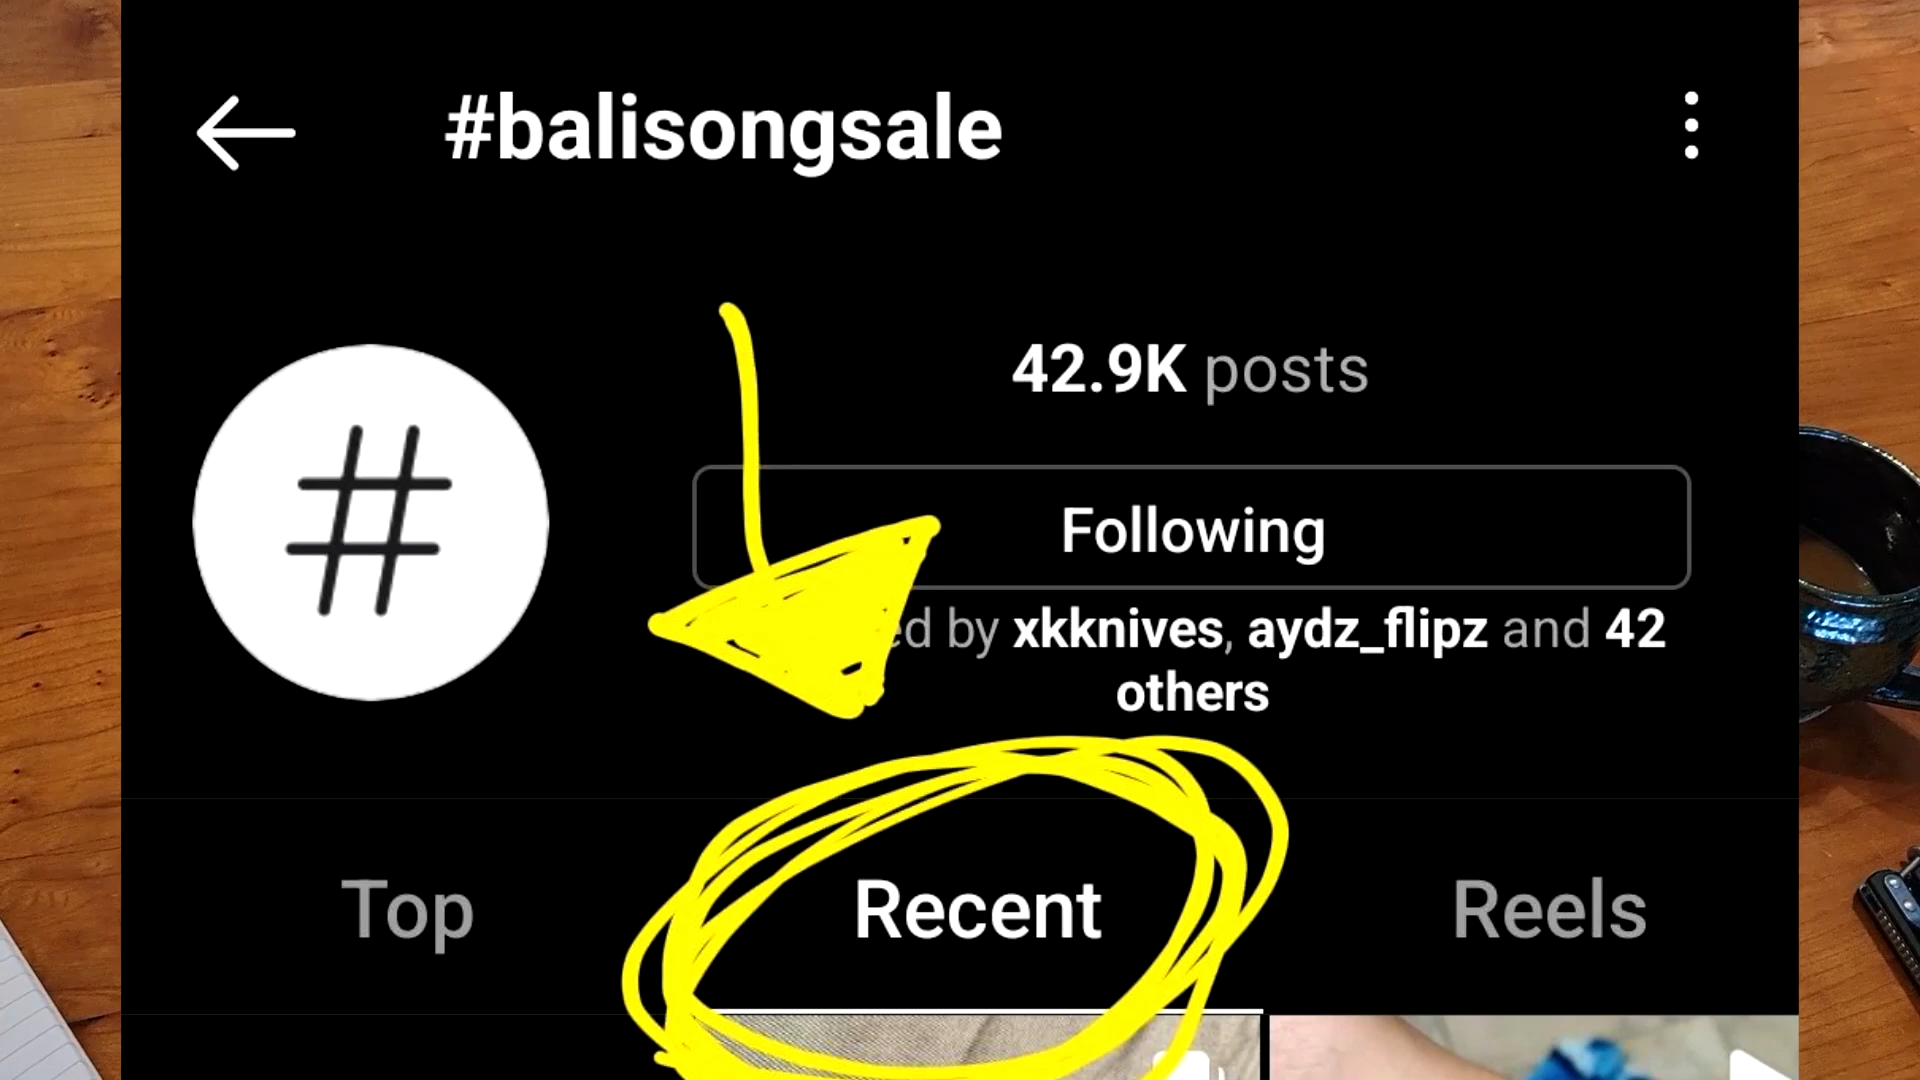 #balisongsale
42.9K posts
Following
by xkknives, aydz_flipz and 42
others
Top
Recent
Reels